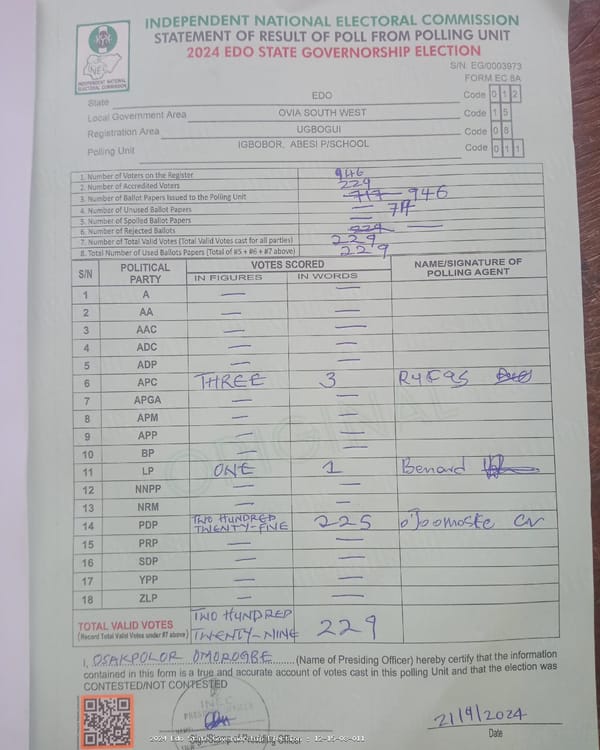 INDEPENDENT NATIONAL ELECTORAL COMMISSION
STATEMENT OF RESULT OF POLL FROM POLLING UNIT
2024 EDO STATE GOVERNORSHIP ELECTION
S/N: EG/0003973
FORM EC 8A
INEC
INDEPENDENT NATIONAL
ELECTORAL COMMISSION
State EDO Code 0 1 2
Local Government Area OVIA SOUTH WEST Code 1 5
Registration Area UGBOGUI Code 0 8
Polling Unit IGBOBOR, ABESI P/SCHOOL Code 0 1 1
1. Number of Voters on the Register 946
2. Number of Accredited Voters 229
3. Number of Ballot Papers Issued to the Polling Unit 717 946
4. Number of Unused Ballot Papers — 717
5. Number of Spoiled Ballot Papers —
6. Number of Rejected Ballots 229 —
7. Number of Total Valid Votes (Total Valid Votes cast for all parties) 229
8. Total Number of Used Ballots Papers (Total of #5 + #6 + #7 above) 229
S/N POLITICAL PARTY VOTES SCORED NAME/SIGNATURE OF POLLING AGENT
IN FIGURES IN WORDS
1 A — —
2 AA — —
3 AAC — —
4 ADC — —
5 ADP — —
6 APC THREE 3
7 APGA — —
8 APM — —
9 APP — —
10 BP — —
11 LP ONE 1 Benard
12 NNPP — —
13 NRM — —
14 PDP TWO HUNDRED TWENTY-FIVE 225
15 PRP — —
16 SDP — —
17 YPP — —
18 ZLP — —
TOTAL VALID VOTES TWO HUNDRED
(Record Total Valid Votes under #7 above) TWENTY-NINE 229
I, OSAKPOLOR OMOROGBE (Name of Presiding Officer) hereby certify that the information
contained in this form is a true and accurate account of votes cast in this polling Unit and that the election was
CONTESTED/NOT CONTESTED
INEC
21/9/2024
Date
ORIGINAL